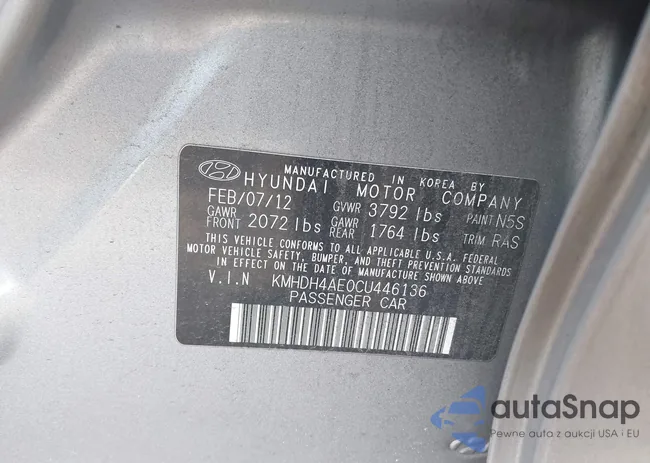 MANUFACTURED IN KOREA BY
HYUNDAI MOTOR COMPANY
FEB/07/12 GVWR 3792 lbs PAINT N5S
GAWR FRONT 2072 lbs GAWR REAR 1764 lbs TRIM RAS
THIS VEHICLE CONFORMS TO ALL APPLICABLE U.S.A. FEDERAL
MOTOR VEHICLE SAFETY, BUMPER, AND THEFT PREVENTION STANDARDS
IN EFFECT ON THE DATE OF MANUFACTURE SHOWN ABOVE
V.I.N KMHDH4AE0CU446136
PASSENGER CAR
autaSnap
Pewne auta z aukcji USA i EU